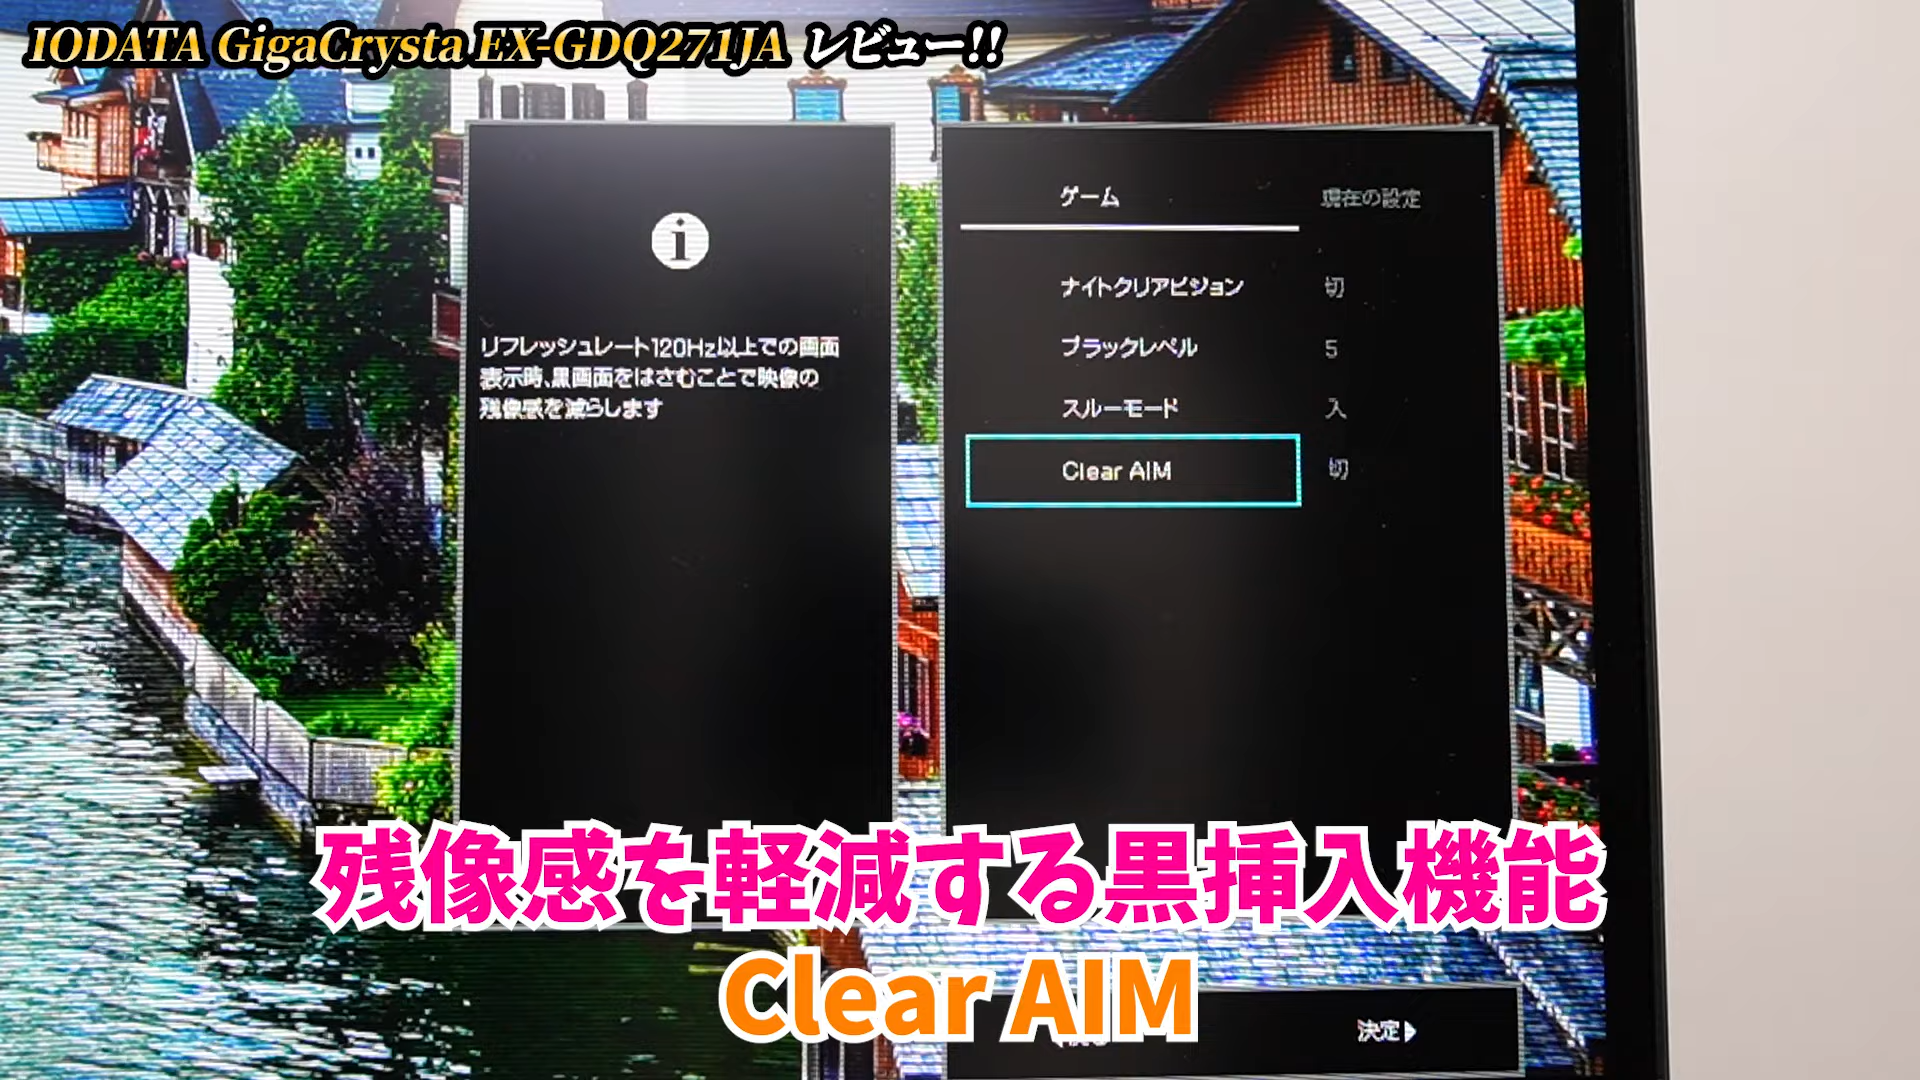 IODATA GigaCrysta EX-GDQ271JA レビュー!!
ゲーム 現在の設定
リフレッシュレート120Hz以上での画面
表示時、黒画面をはさむことで映像の
残像感を減らします
ナイトクリアビジョン 切
ブラックレベル 5
スルーモード 入
Clear AIM 切
残像感を軽減する黒挿入機能
Clear AIM
決定